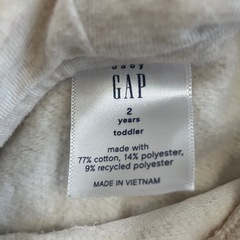 baby
GAP
2
years
toddler
made with
77% cotton, 14% polyester,
9% recycled polyester
MADE IN VIETNAM